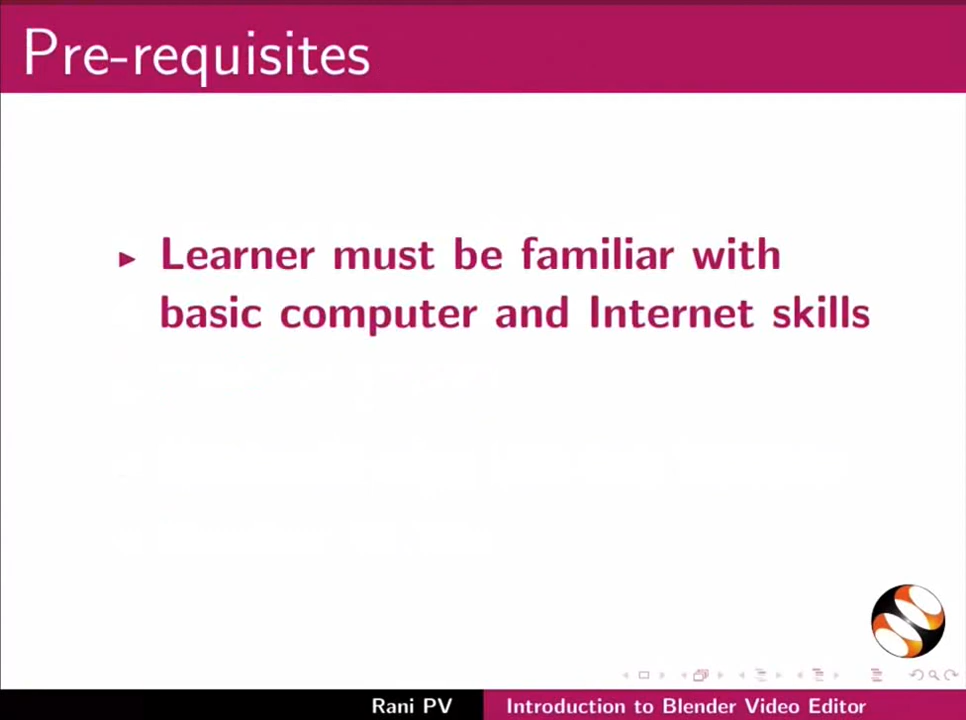 Pre-requisites
Learner must be familiar with
basic computer and Internet skills
Rani PV
Introduction to Blender Video Editor